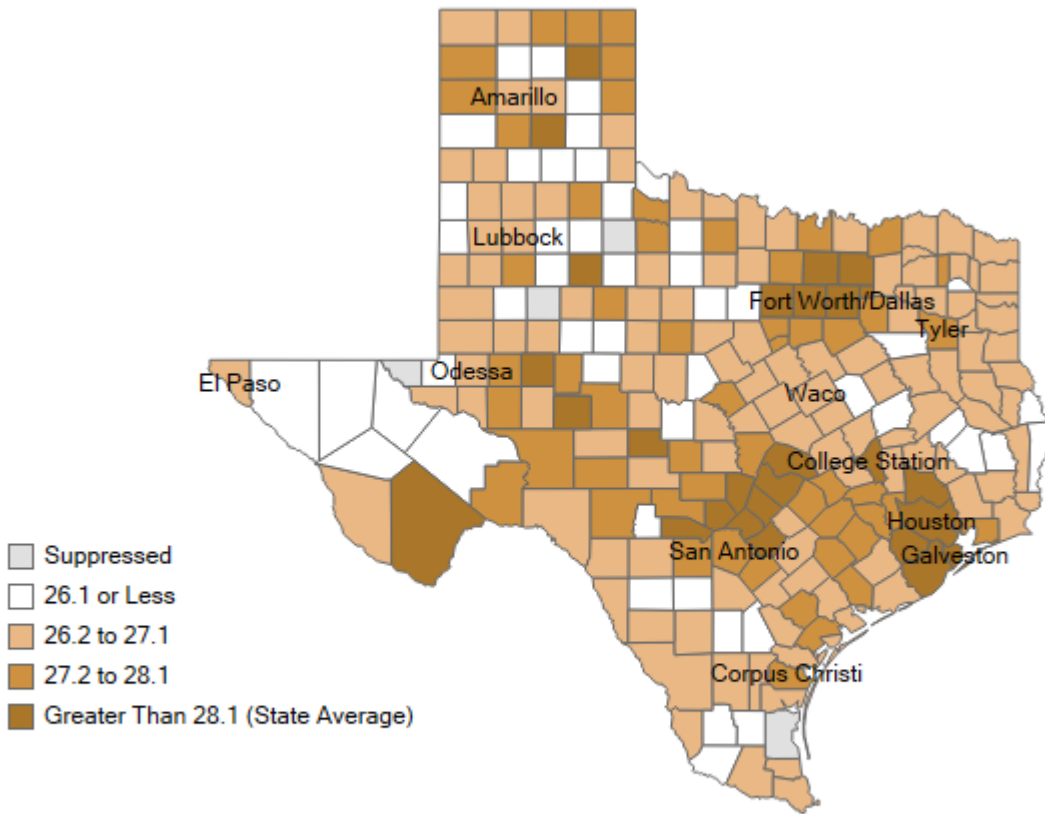 Amarillo
Lubbock
Fort Worth/Dallas
Tyler
El Paso
Odessa
Waco
College Station
Houston
San Antonio
Galveston
Corpus Christi
Suppressed
26.1 or Less
26.2 to 27.1
27.2 to 28.1
Greater Than 28.1 (State Average)